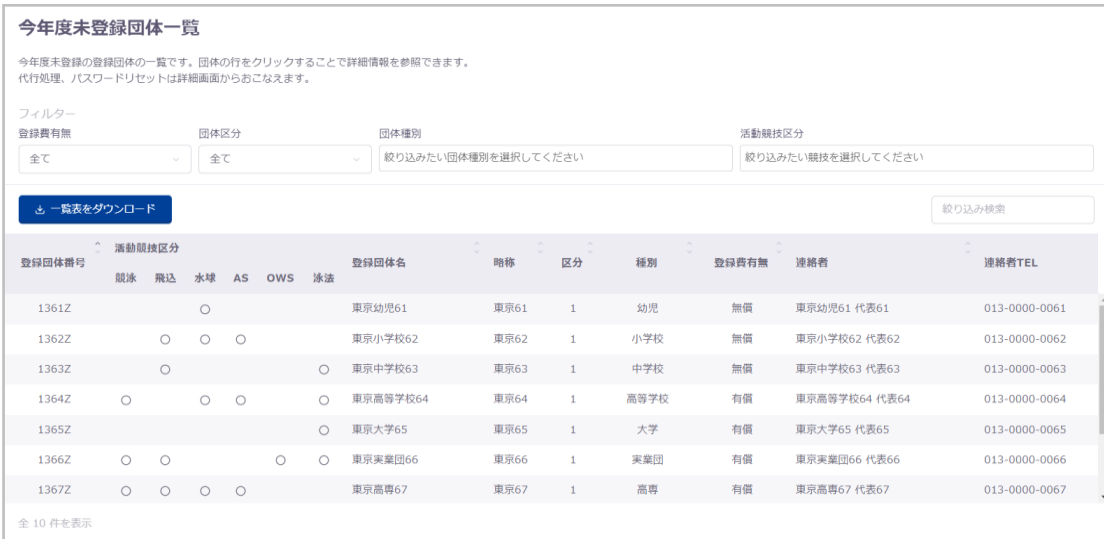 今年度未登録団体一覧
今年度未登録の登録団体の一覧です。団体の行をクリックすることで詳細情報を参照できます。
代行処理、パスワードリセットは詳細画面からおこなえます。
フィルター
登録費有無 団体区分 団体種別 活動競技区分
全て 全て 絞り込みたい団体種別を選択してください 絞り込みたい競技を選択してください
一覧表をダウンロード 絞り込み検索
登録団体番号 活動競技区分 登録団体名 略称 区分 種別 登録費有無 連絡者 連絡者TEL
競泳 飛込 水球 AS OWS 泳法
1361Z ○ 東京幼児61 東京61 1 幼児 無償 東京幼児61 代表61 013-0000-0061
1362Z ○ ○ ○ 東京小学校62 東京62 1 小学校 無償 東京小学校62 代表62 013-0000-0062
1363Z ○ ○ 東京中学校63 東京63 1 中学校 無償 東京中学校63 代表63 013-0000-0063
1364Z ○ ○ ○ ○ 東京高等学校64 東京64 1 高等学校 有償 東京高等学校64 代表64 013-0000-0064
1365Z ○ 東京大学65 東京65 1 大学 有償 東京大学65 代表65 013-0000-0065
1366Z ○ ○ ○ ○ 東京実業団66 東京66 1 実業団 有償 東京実業団66 代表66 013-0000-0066
1367Z ○ ○ ○ ○ 東京高専67 東京67 1 高専 有償 東京高専67 代表67 013-0000-0067
全 10 件を表示